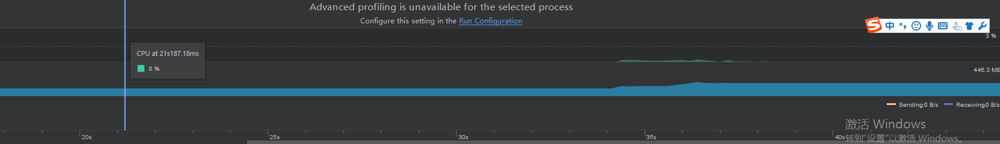 Advanced profiling is unavailable for the selected process
Configure this setting in the Run Configuration
中
3 %
CPU at 21s187.18ms
0 %
446.3 ME
Sending:0 B/s Receiving:0 B/s
激活 Windows
20s 25s 30s 35s 40s
转到“设置”以激活 Windows。